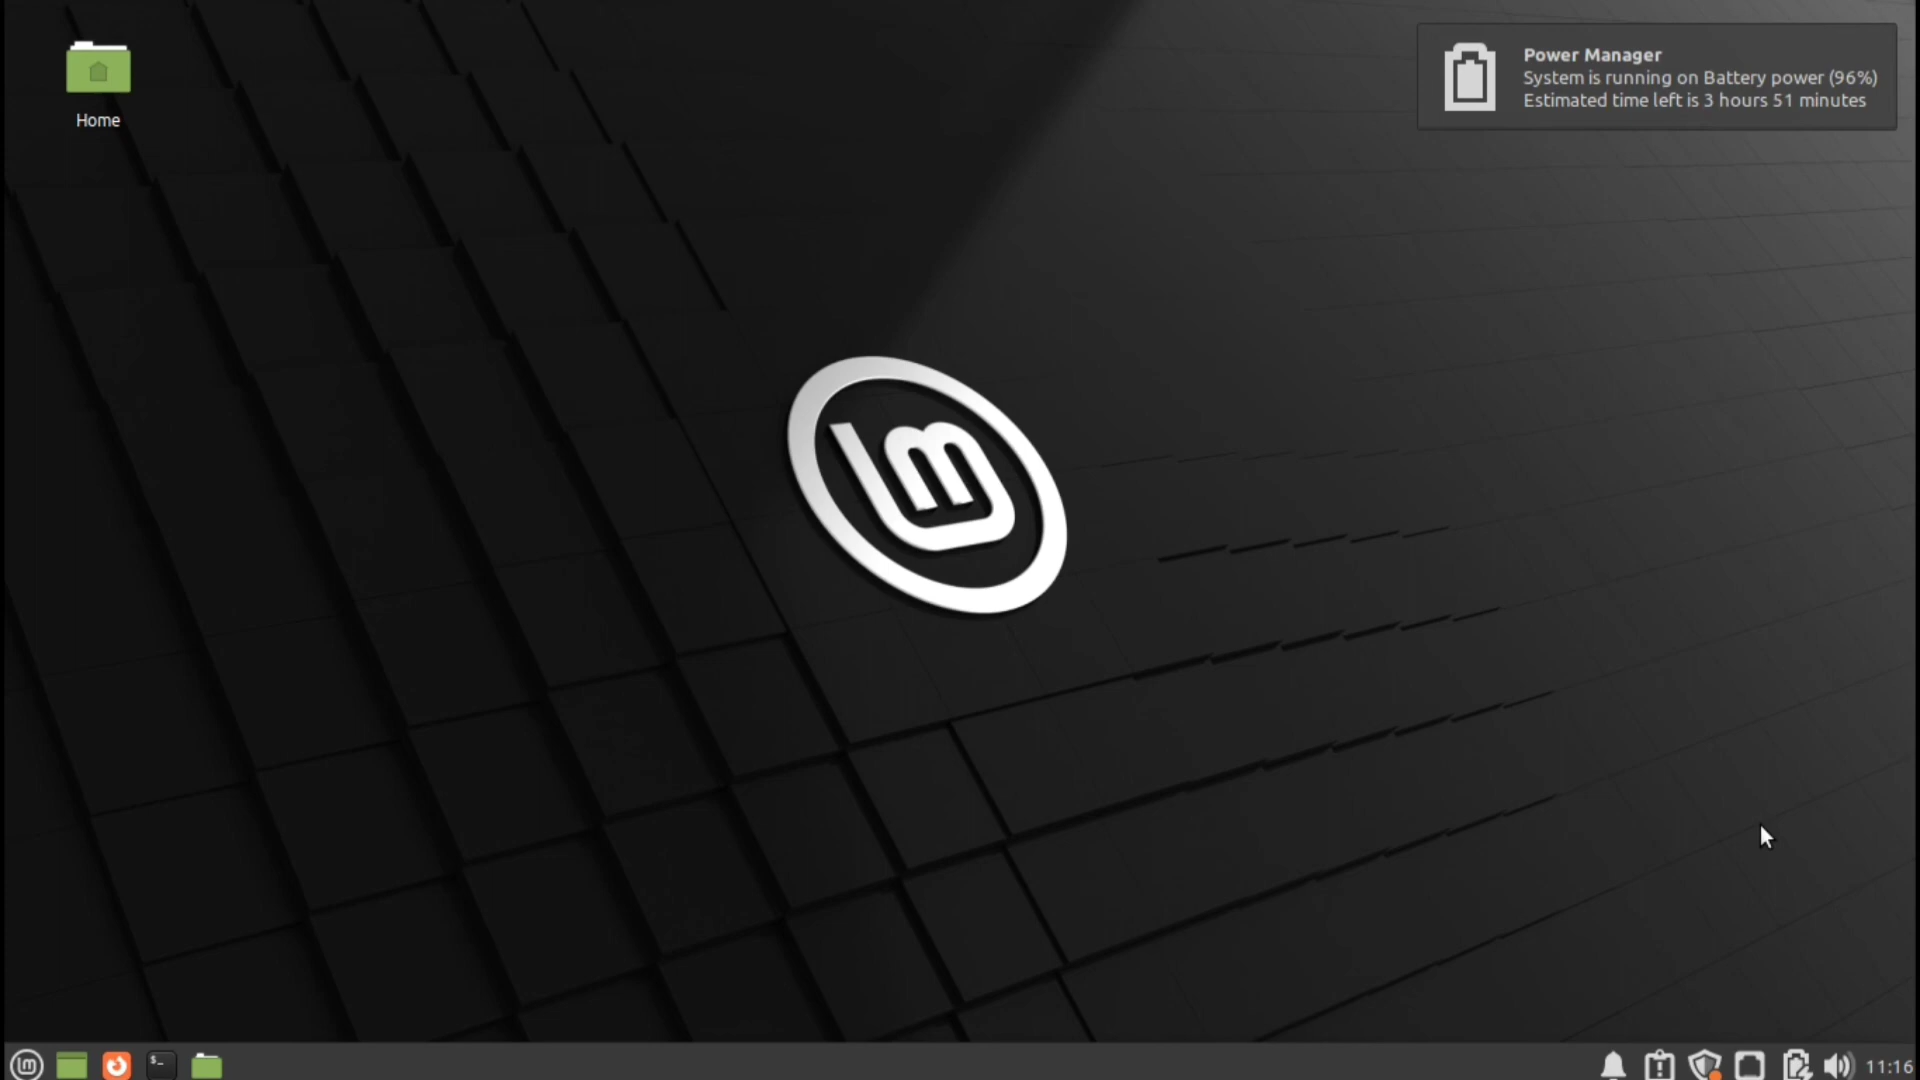 Home
Power Manager
System is running on Battery power (96%)
Estimated time left is 3 hours 51 minutes
lm
$_
11:16